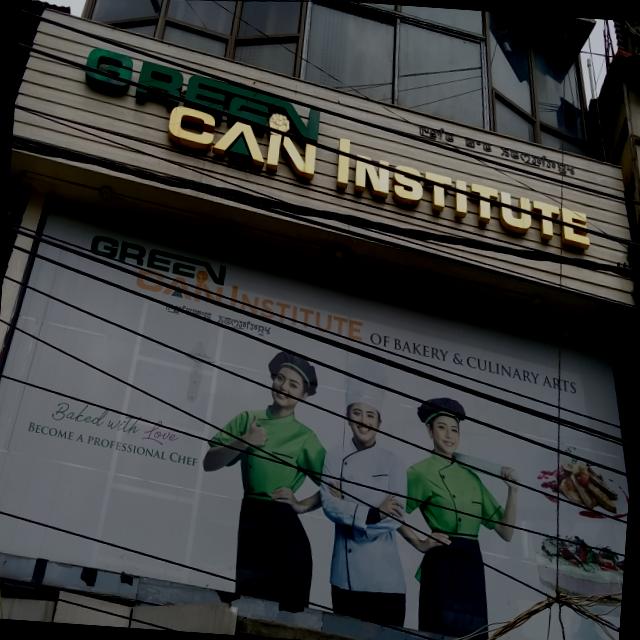 GREEN
CAN INSTITUTE
GREEN
CAN INSTITUTE OF BAKERY & CULINARY ARTS
Baked with Love
BECOME A PROFESSIONAL CHEF